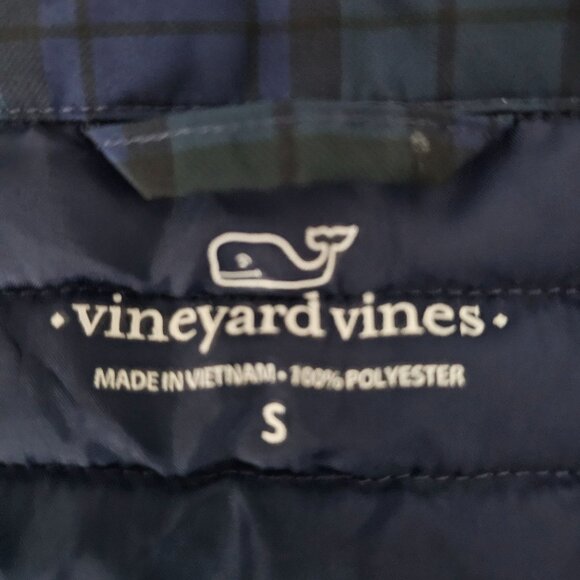 • vineyard vines •
MADE IN VIETNAM • 100% POLYESTER
S